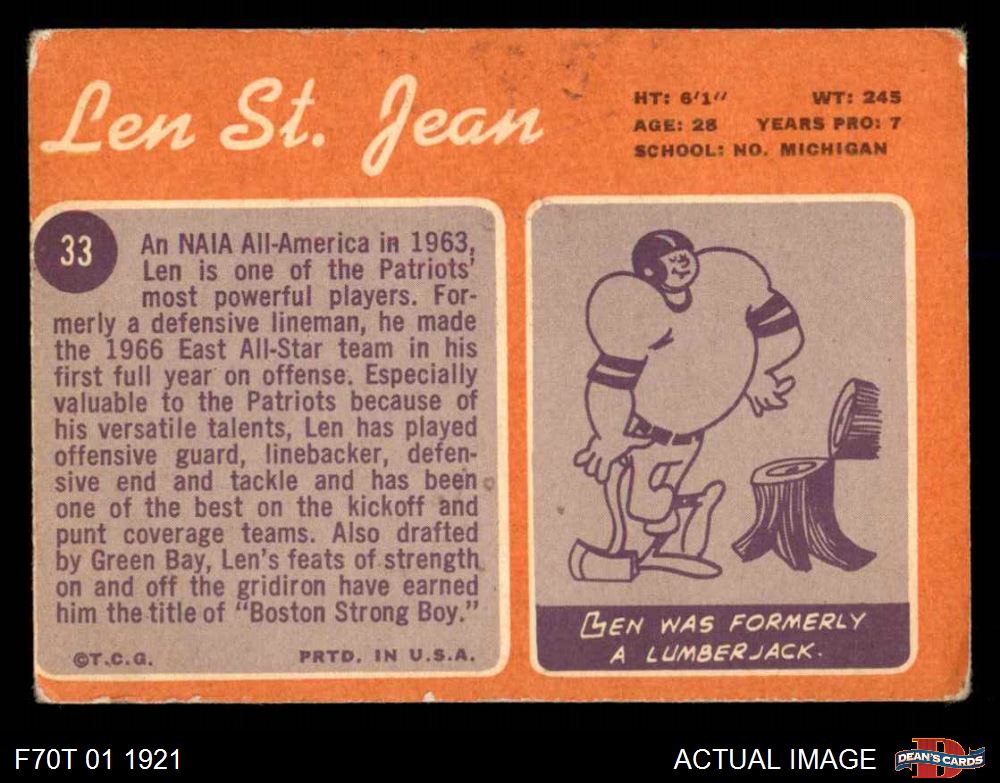 Len St. Jean
HT: 6'1" WT: 245
AGE: 28 YEARS PRO: 7
SCHOOL: NO. MICHIGAN
33
An NAIA All-America in 1963,
Len is one of the Patriots'
most powerful players. For-
merly a defensive lineman, he made
the 1966 East All-Star team in his
first full year on offense. Especially
valuable to the Patriots because of
his versatile talents, Len has played
offensive guard, linebacker, defen-
sive end and tackle and has been
one of the best on the kickoff and
punt coverage teams. Also drafted
by Green Bay, Len's feats of strength
on and off the gridiron have earned
him the title of "Boston Strong Boy."
©T.C.G. PRTD. IN U.S.A.
LEN WAS FORMERLY
A LUMBERJACK.
F70T 01 1921
ACTUAL IMAGE
D
DEAN'S CARDS